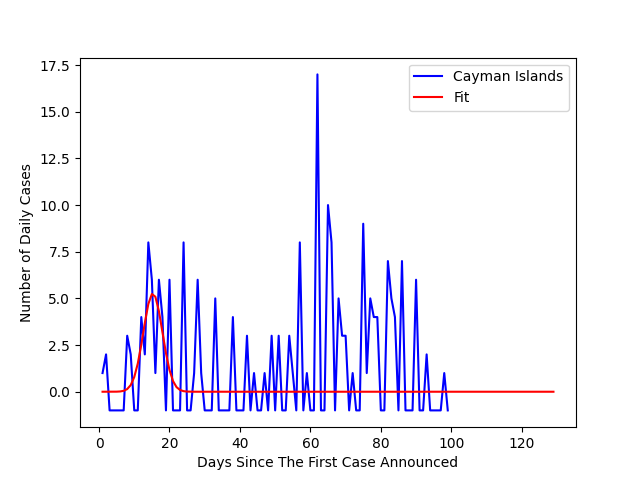 Cayman Islands
Fit
17.5
15.0
12.5
10.0
7.5
5.0
2.5
0.0
Number of Daily Cases
0 20 40 60 80 100 120
Days Since The First Case Announced